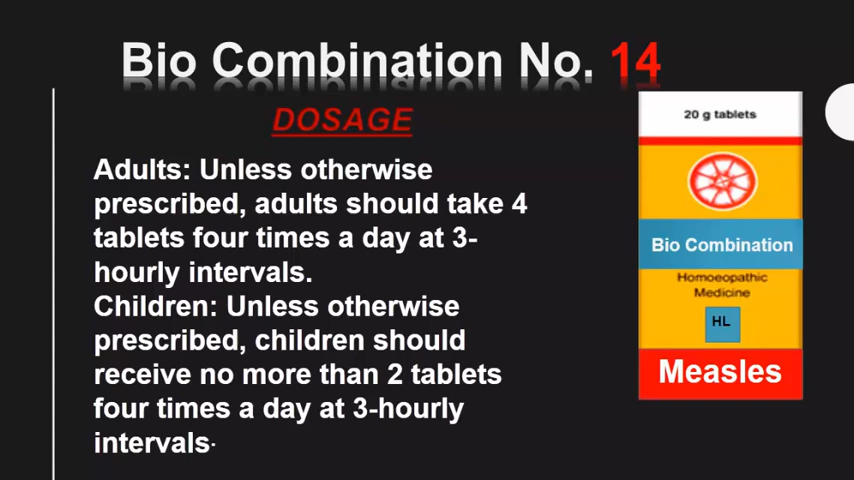 Bio Combination No. 14
DOSAGE
Adults: Unless otherwise
prescribed, adults should take 4
tablets four times a day at 3-
hourly intervals.
Children: Unless otherwise
prescribed, children should
receive no more than 2 tablets
four times a day at 3-hourly
intervals.
20 g tablets
Bio Combination
Homoeopathic
Medicine
HL
Measles